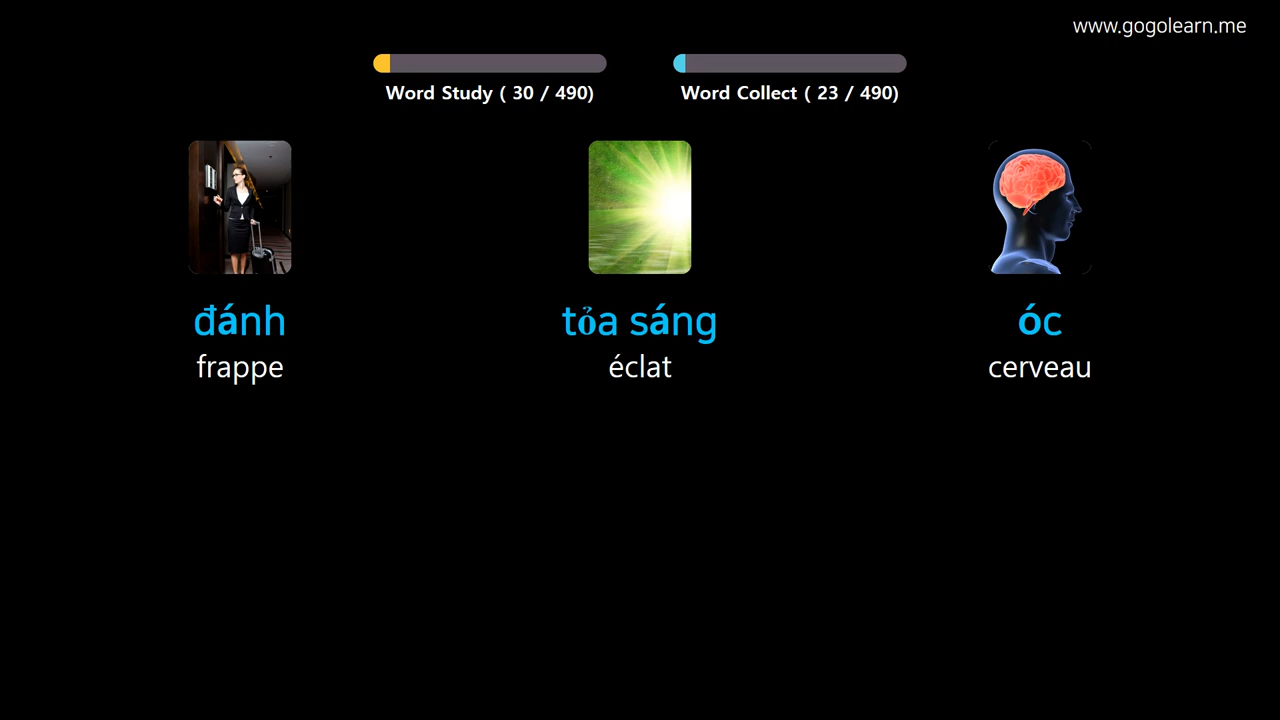 www.gogolearn.me
Word Study ( 30 / 490)
Word Collect ( 23 / 490)
đánh
tỏa sáng
óc
frappe
éclat
cerveau